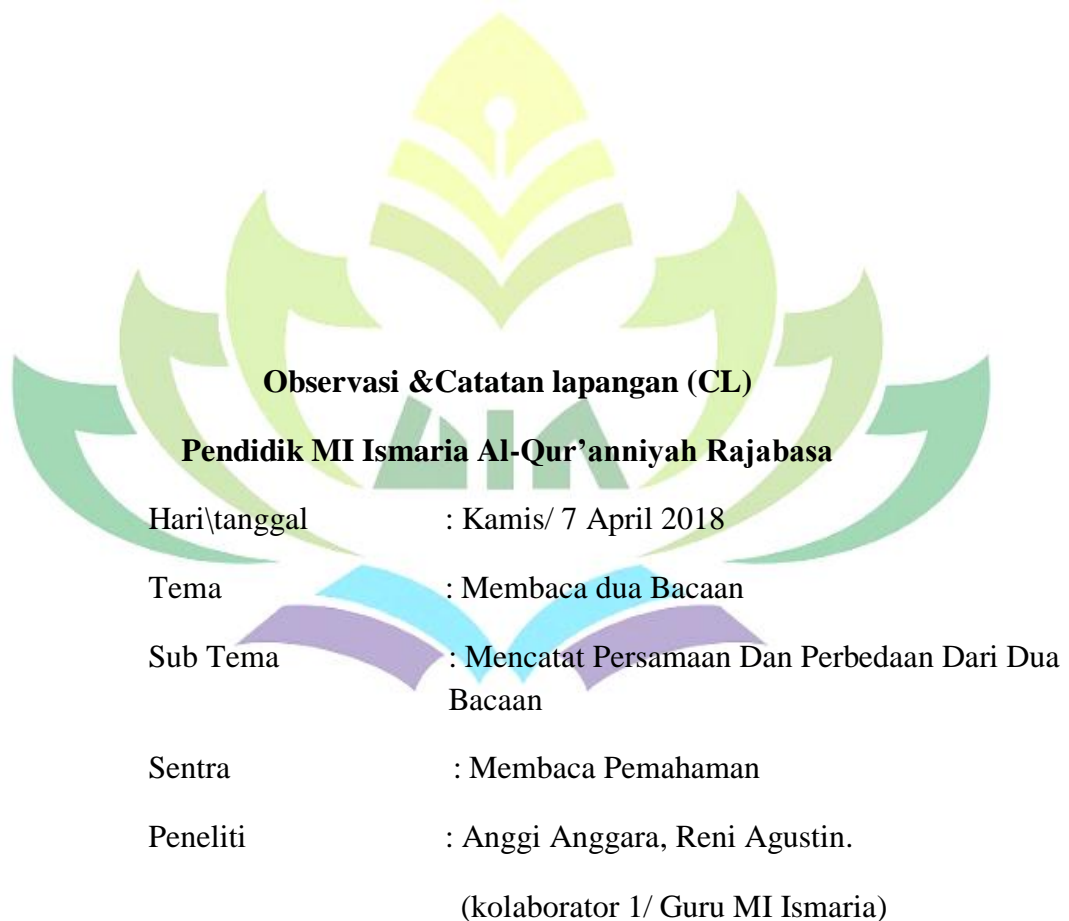 Observasi &Catatan lapangan (CL)
Pendidik MI Ismaria Al-Qur’anniyah Rajabasa
Hari\tanggal : Kamis/ 7 April 2018
Tema : Membaca dua Bacaan
Sub Tema : Mencatat Persamaan Dan Perbedaan Dari Dua
Bacaan
Sentra : Membaca Pemahaman
Peneliti : Anggi Anggara, Reni Agustin.
(kolaborator 1/ Guru MI Ismaria)